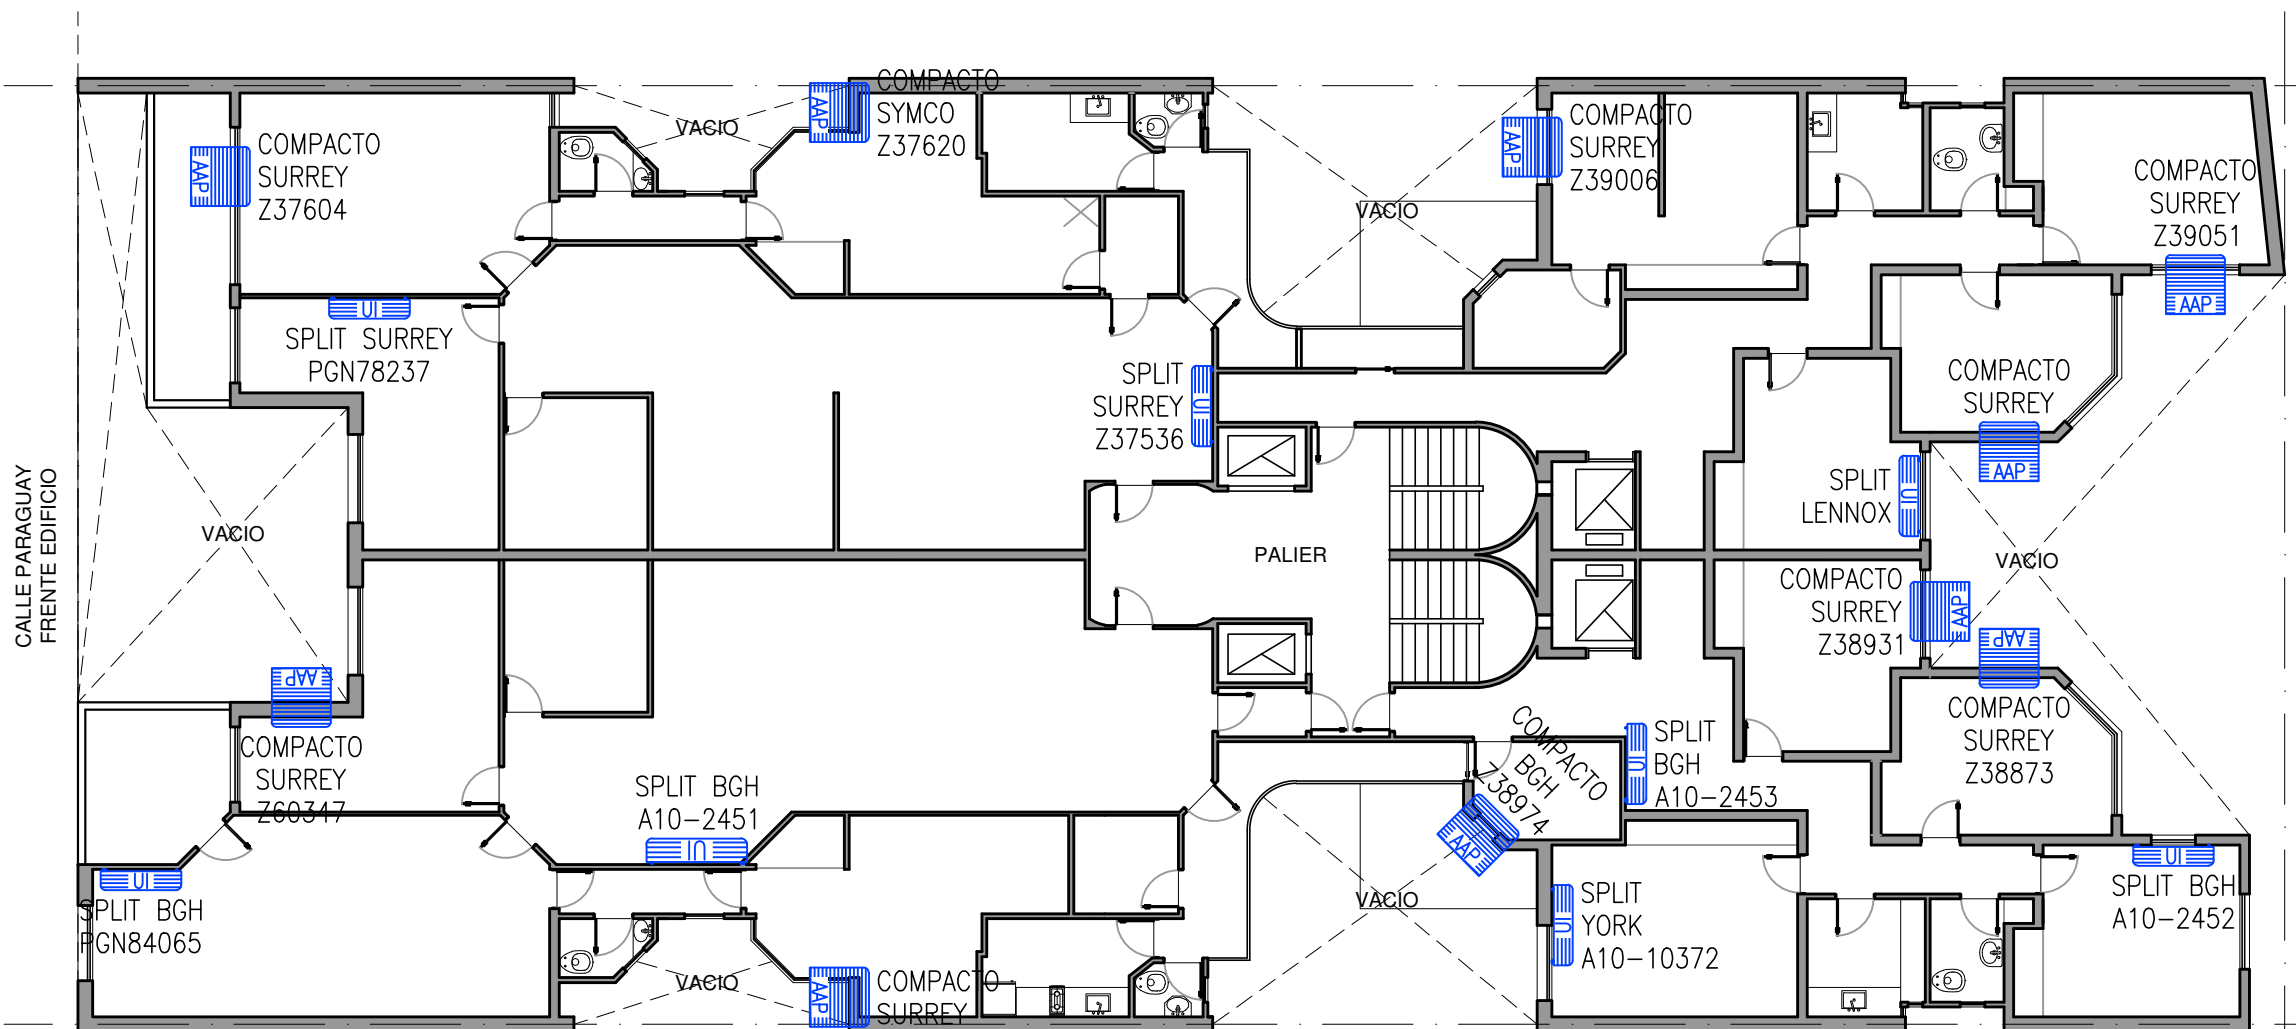 COMPACTO
SYMCO
Z37620
AAP
VACIO
COMPACTO
SURREY
Z37604
AAP
COMPACTO
SURREY
Z39006
AAP
COMPACTO
SURREY
Z39051
AAP
VACIO
UI
SPLIT SURREY
PGN78237
SPLIT
SURREY
Z37536
UI
COMPACTO
SURREY
AAP
SPLIT
LENNOX
UI
CALLE PARAGUAY
FRENTE EDIFICIO
VACIO
PALIER
VACIO
COMPACTO
SURREY
Z38931
AAP
AAP
COMPACTO
SURREY
Z38873
AAP
COMPACTO
SURREY
Z60347
SPLIT BGH
A10-2451
UI
COMPACTO
BGH
Z38974
AAP
SPLIT
BGH
A10-2453
UI
UI
SPLIT BGH
PGN84065
VACIO
SPLIT
YORK
A10-10372
UI
UI
SPLIT BGH
A10-2452
VACIO
AAP
COMPACTO
SURREY